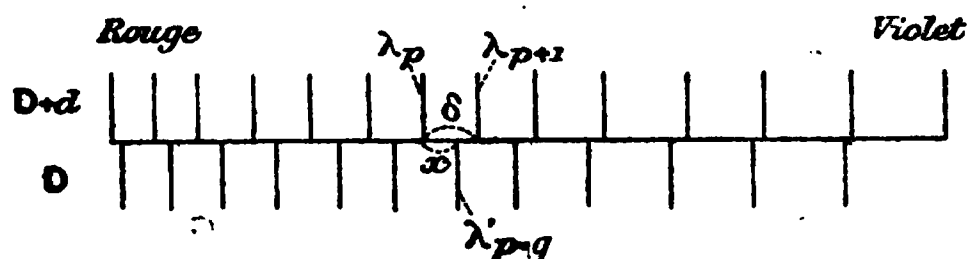 Rouge Violet
λp λp+1
D+d
δ
x
D
λ'p-q